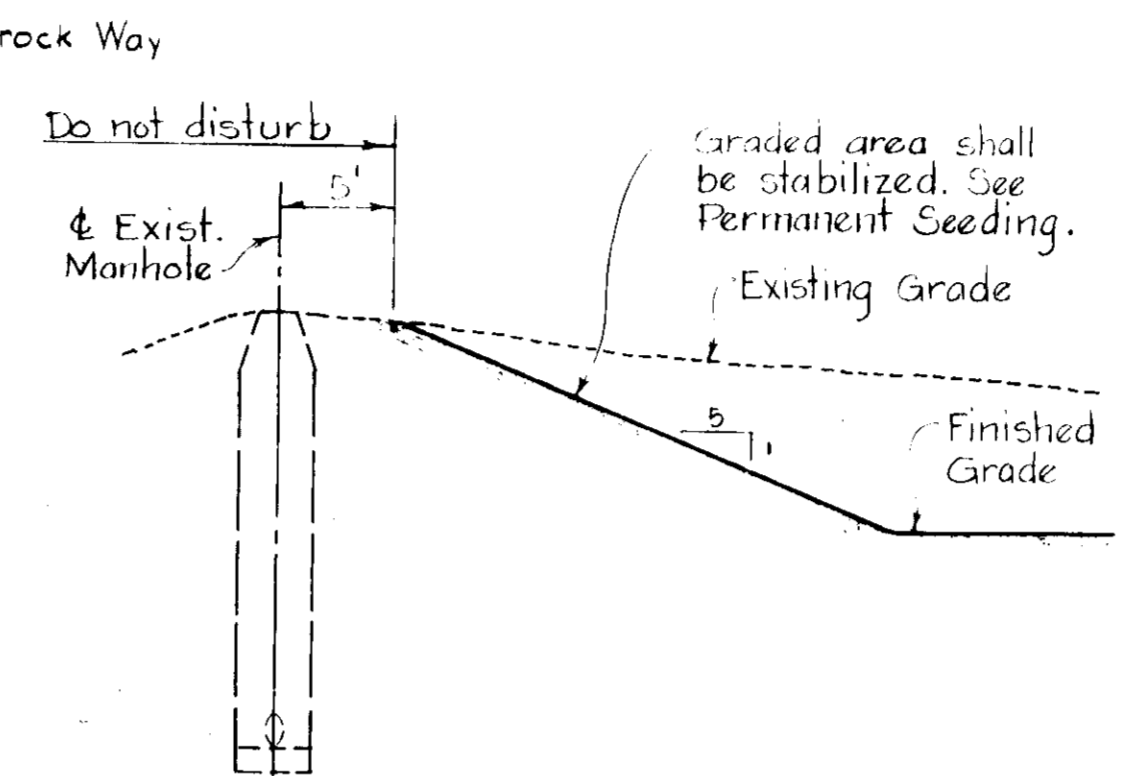 rock Way
Do not disturb
5'
℄ Exist.
Manhole
Graded area shall
be stabilized. See
Permanent Seeding.
Existing Grade
5
1
Finished
Grade